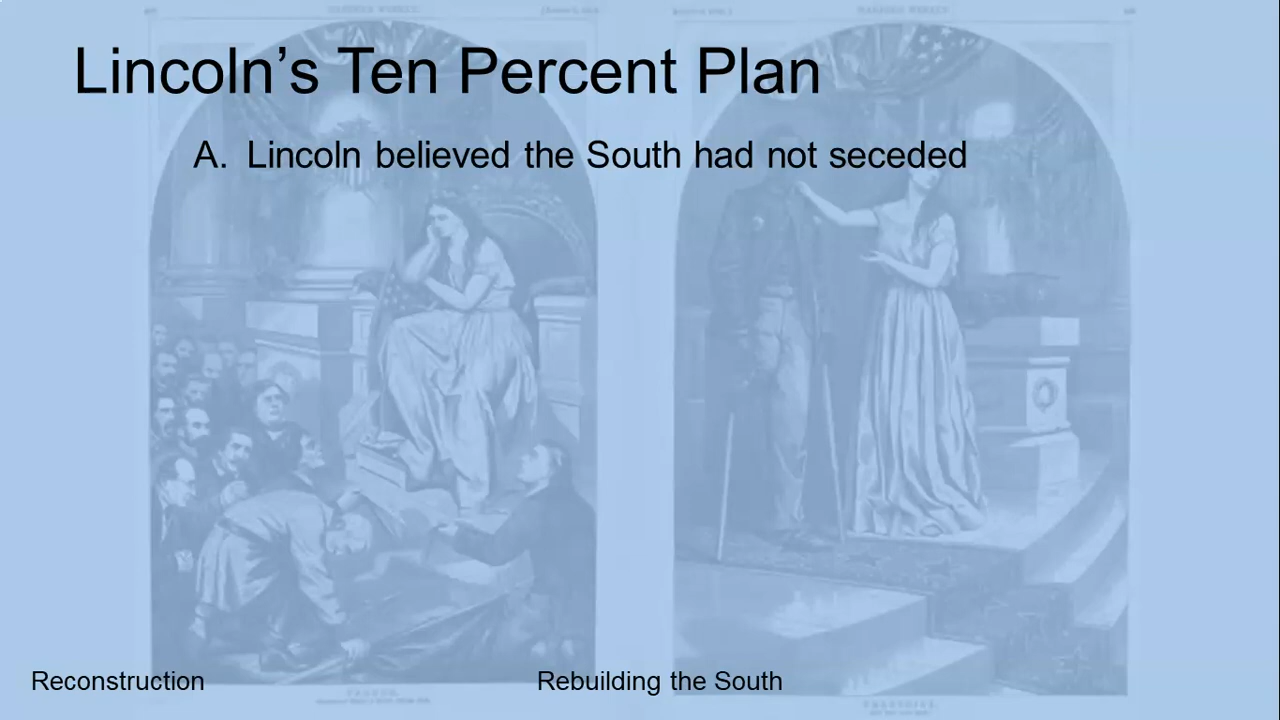 Lincoln’s Ten Percent Plan
A. Lincoln believed the South had not seceded
Reconstruction
Rebuilding the South